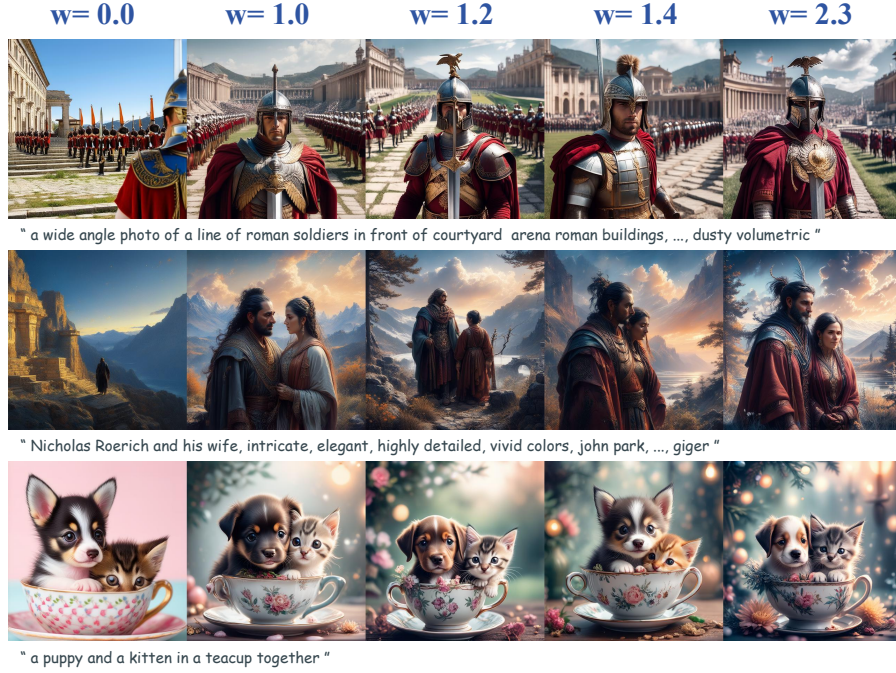 w= 0.0 w= 1.0 w= 1.2 w= 1.4 w= 2.3
“ a wide angle photo of a line of roman soldiers in front of courtyard arena roman buildings, ..., dusty volumetric ”
“ Nicholas Roerich and his wife, intricate, elegant, highly detailed, vivid colors, john park, ..., giger ”
“ a puppy and a kitten in a teacup together ”